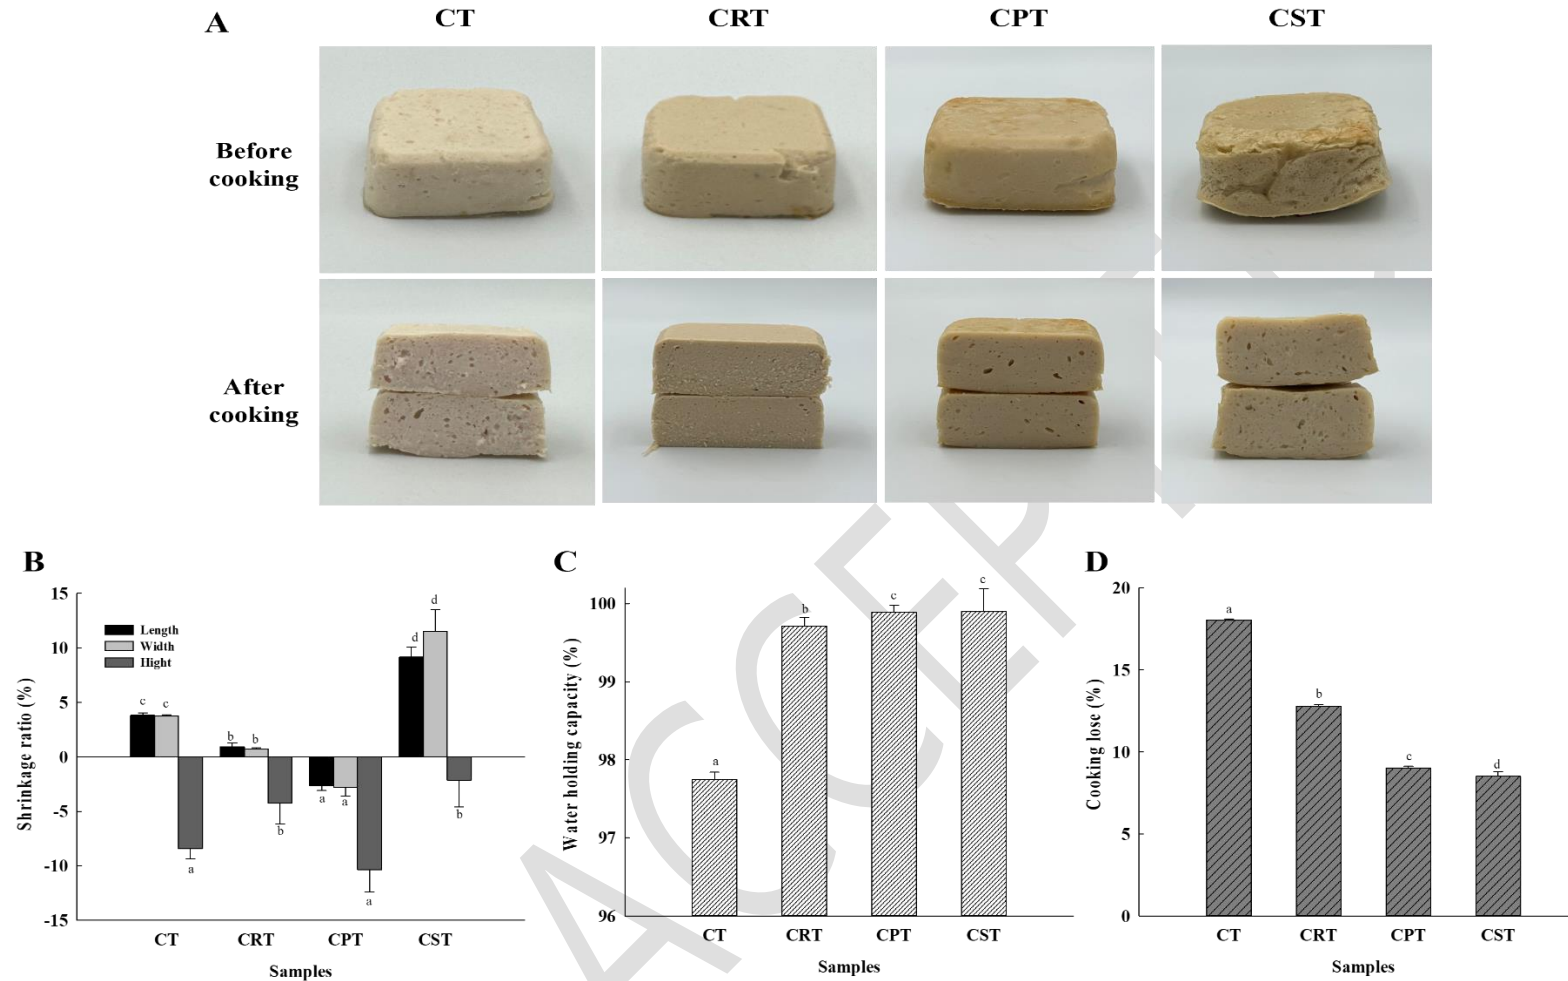 A
CT
CRT
CPT
CST
Before
cooking
After
cooking
B
Shrinkage ratio (%)
15
10
5
0
-5
-10
-15
Length
Width
Hight
c
c
a
b
b
b
a
a
a
d
d
b
CT
CRT
CPT
CST
Samples
C
Water holding capacity (%)
100
99
98
97
96
a
b
c
c
CT
CRT
CPT
CST
Samples
D
Cooking lose (%)
20
15
10
5
0
a
b
c
d
CT
CRT
CPT
CST
Samples